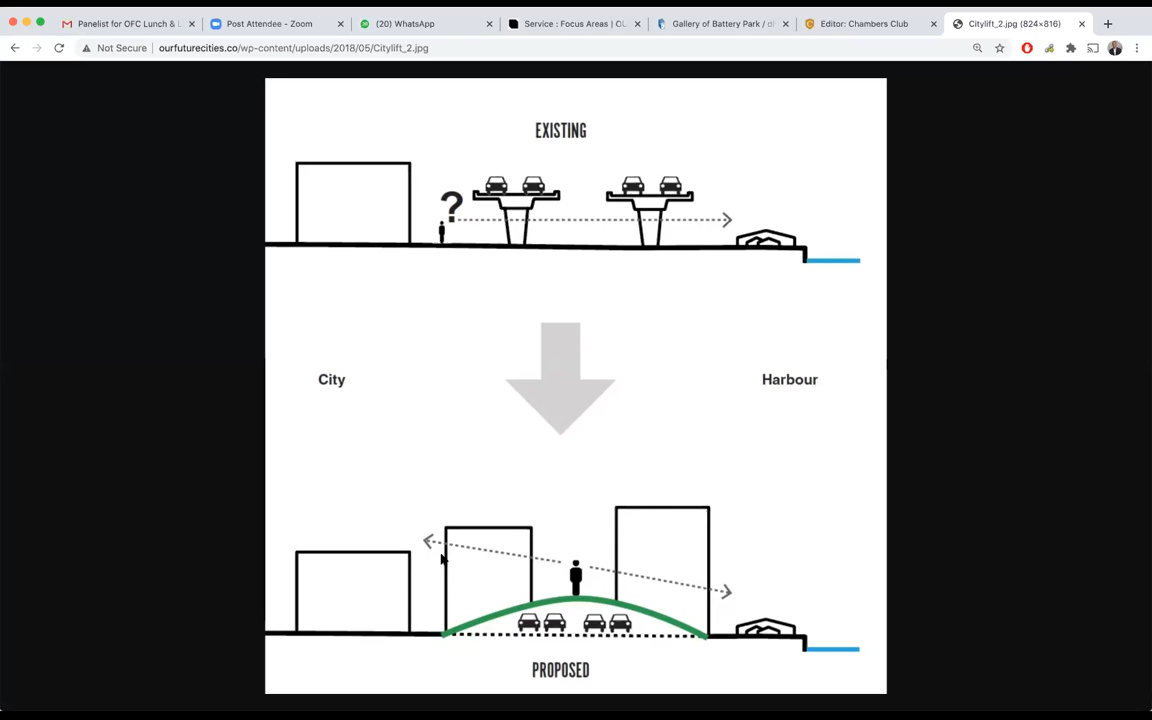 Panelist for OFC Lunch & L
Post Attendee - Zoom
(20) WhatsApp
Service : Focus Areas | OU
Gallery of Battery Park / d
Editor: Chambers Club
Citylift_2.jpg (824×816)
Not Secure
ourfuturecities.co/wp-content/uploads/2018/05/Citylift_2.jpg
EXISTING
?
City
Harbour
PROPOSED